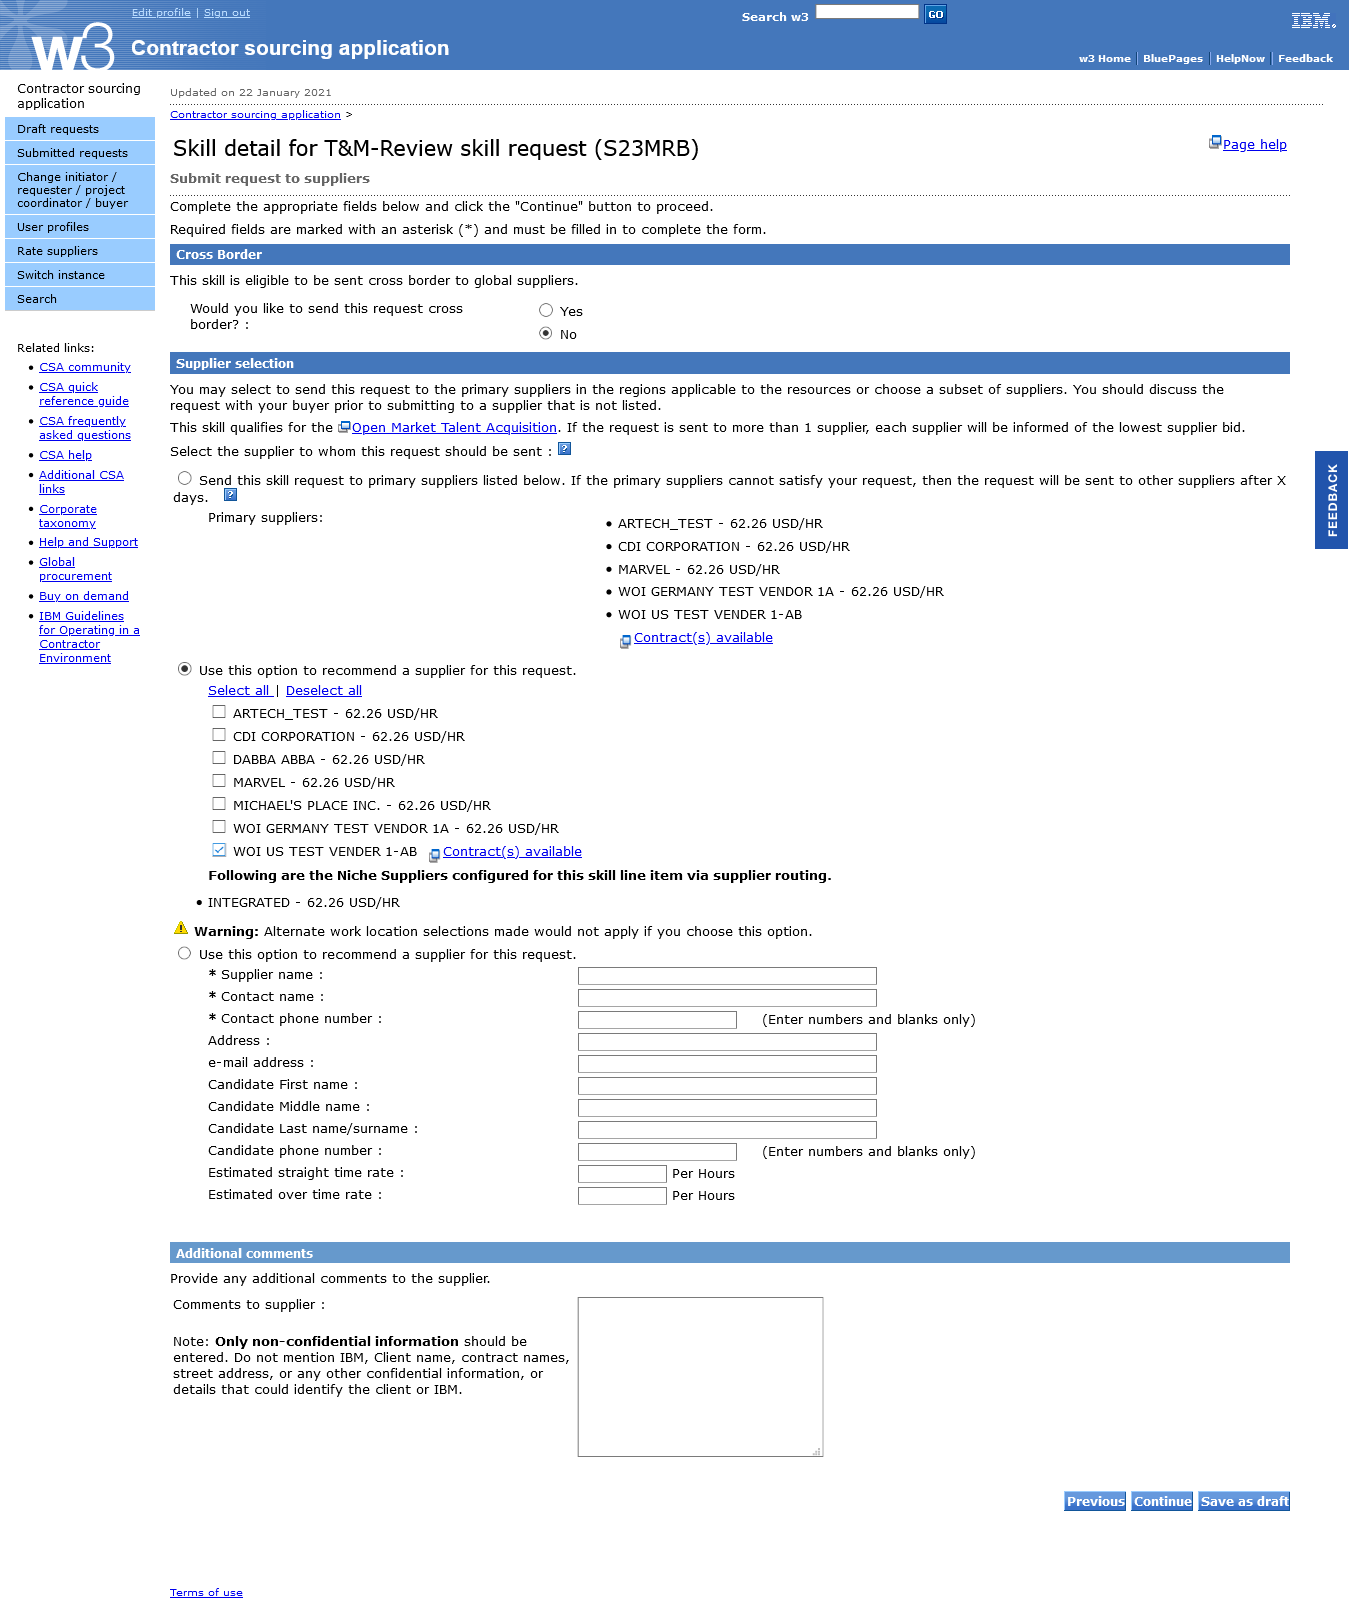 Edit profile | Sign out
Search w3
GO
IBM.
w3
Contractor sourcing application
w3 Home | BluePages | HelpNow | Feedback
Contractor sourcing
application
Draft requests
Submitted requests
Change initiator /
requester / project
coordinator / buyer
User profiles
Rate suppliers
Switch instance
Search
Related links:
• CSA community
• CSA quick
reference guide
• CSA frequently
asked questions
• CSA help
• Additional CSA
links
• Corporate
taxonomy
• Help and Support
• Global
procurement
• Buy on demand
• IBM Guidelines
for Operating in a
Contractor
Environment
Updated on 22 January 2021
Contractor sourcing application >
Skill detail for T&M-Review skill request (S23MRB)
Page help
Submit request to suppliers
Complete the appropriate fields below and click the "Continue" button to proceed.
Required fields are marked with an asterisk (*) and must be filled in to complete the form.
Cross Border
This skill is eligible to be sent cross border to global suppliers.
Would you like to send this request cross
border? :
Yes
No
Supplier selection
You may select to send this request to the primary suppliers in the regions applicable to the resources or choose a subset of suppliers. You should discuss the
request with your buyer prior to submitting to a supplier that is not listed.
This skill qualifies for the Open Market Talent Acquisition. If the request is sent to more than 1 supplier, each supplier will be informed of the lowest supplier bid.
Select the supplier to whom this request should be sent : ?
Send this skill request to primary suppliers listed below. If the primary suppliers cannot satisfy your request, then the request will be sent to other suppliers after X
days. ?
Primary suppliers:
• ARTECH_TEST - 62.26 USD/HR
• CDI CORPORATION - 62.26 USD/HR
• MARVEL - 62.26 USD/HR
• WOI GERMANY TEST VENDOR 1A - 62.26 USD/HR
• WOI US TEST VENDER 1-AB
Contract(s) available
Use this option to recommend a supplier for this request.
Select all | Deselect all
ARTECH_TEST - 62.26 USD/HR
CDI CORPORATION - 62.26 USD/HR
DABBA ABBA - 62.26 USD/HR
MARVEL - 62.26 USD/HR
MICHAEL'S PLACE INC. - 62.26 USD/HR
WOI GERMANY TEST VENDOR 1A - 62.26 USD/HR
WOI US TEST VENDER 1-AB Contract(s) available
Following are the Niche Suppliers configured for this skill line item via supplier routing.
• INTEGRATED - 62.26 USD/HR
Warning: Alternate work location selections made would not apply if you choose this option.
Use this option to recommend a supplier for this request.
* Supplier name :
* Contact name :
* Contact phone number : (Enter numbers and blanks only)
Address :
e-mail address :
Candidate First name :
Candidate Middle name :
Candidate Last name/surname :
Candidate phone number : (Enter numbers and blanks only)
Estimated straight time rate : Per Hours
Estimated over time rate : Per Hours
Additional comments
Provide any additional comments to the supplier.
Comments to supplier :
Note: Only non-confidential information should be
entered. Do not mention IBM, Client name, contract names,
street address, or any other confidential information, or
details that could identify the client or IBM.
Previous Continue Save as draft
Terms of use
FEEDBACK